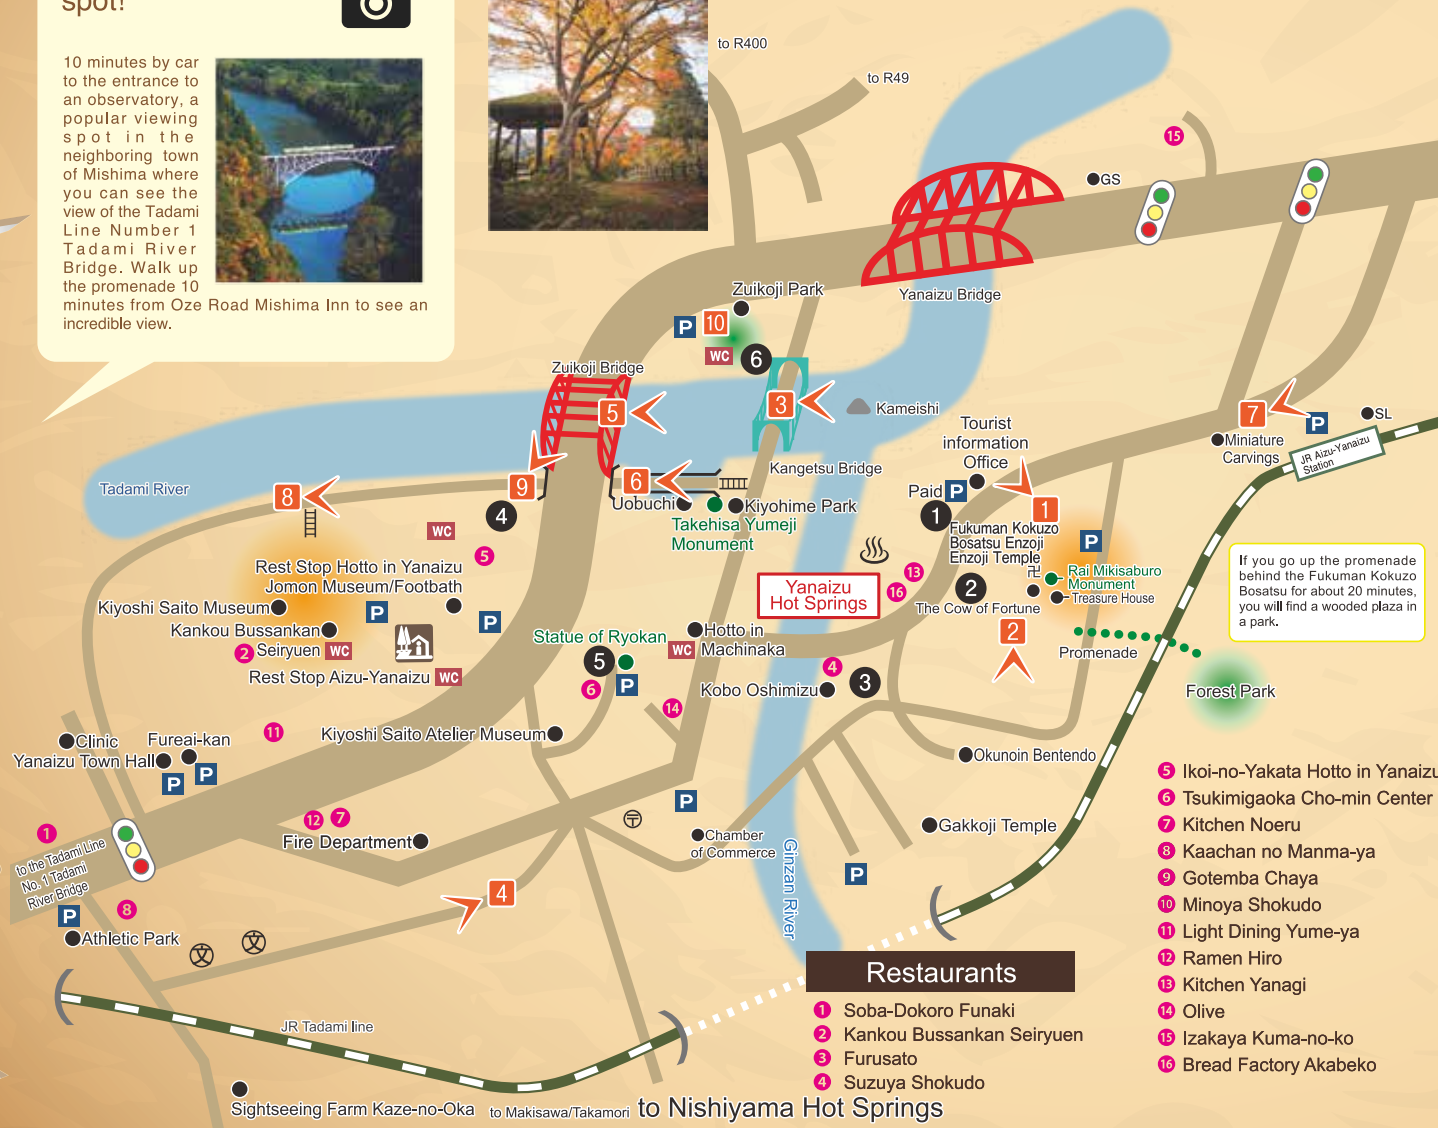 spot!
10 minutes by car
to the entrance to
an observatory, a
popular viewing
spot in the
neighboring town
of Mishima where
you can see the
view of the Tadami
Line Number 1
Tadami River
Bridge. Walk up
the promenade 10
minutes from Oze Road Mishima Inn to see an
incredible view.
to R400
to R49
15
GS
Yanaizu Bridge
Zuikoji Park
P
10
WC
6
Zuikoji Bridge
5
3
Kameishi
Kangetsu Bridge
Tourist
information
Office
7
P
SL
Miniature
Carvings
JR Aizu-Yanaizu
Station
Tadami River
8
9
6
4
Uobuchi
Kiyohime Park
Takehisa Yumeji
Monument
Paid
P
1
1
Fukuman Kokuzo
Bosatsu Enzoji
Enzoji Temple
卍
P
Rai Mikisaburo
Monument
Treasure House
2
The Cow of Fortune
2
Promenade
Forest Park
If you go up the promenade
behind the Fukuman Kokuzo
Bosatsu for about 20 minutes,
you will find a wooded plaza in
a park.
WC
5
Rest Stop Hotto in Yanaizu
Jomon Museum/Footbath
Kiyoshi Saito Museum
P
P
Kankou Bussankan
2
Seiryuen
WC
Rest Stop Aizu-Yanaizu
WC
Yanaizu
Hot Springs
13
16
Statue of Ryokan
5
P
6
WC
Hotto in
Machinaka
14
4
Kobo Oshimizu
3
Kiyoshi Saito Atelier Museum
11
Clinic
Fureai-kan
Yanaizu Town Hall
P
P
Okunoin Bentendo
Gakkoji Temple
P
〒
Chamber
of Commerce
P
Ginzan River
12
7
Fire Department
1
to the Tadami Line
No. 1 Tadami
River Bridge
P
8
Athletic Park
文
文
4
JR Tadami line
Sightseeing Farm Kaze-no-Oka
to Makisawa/Takamori
to Nishiyama Hot Springs
Restaurants
1 Soba-Dokoro Funaki
2 Kankou Bussankan Seiryuen
3 Furusato
4 Suzuya Shokudo
5 Ikoi-no-Yakata Hotto in Yanaizu
6 Tsukimigaoka Cho-min Center
7 Kitchen Noeru
8 Kaachan no Manma-ya
9 Gotemba Chaya
10 Minoya Shokudo
11 Light Dining Yume-ya
12 Ramen Hiro
13 Kitchen Yanagi
14 Olive
15 Izakaya Kuma-no-ko
16 Bread Factory Akabeko